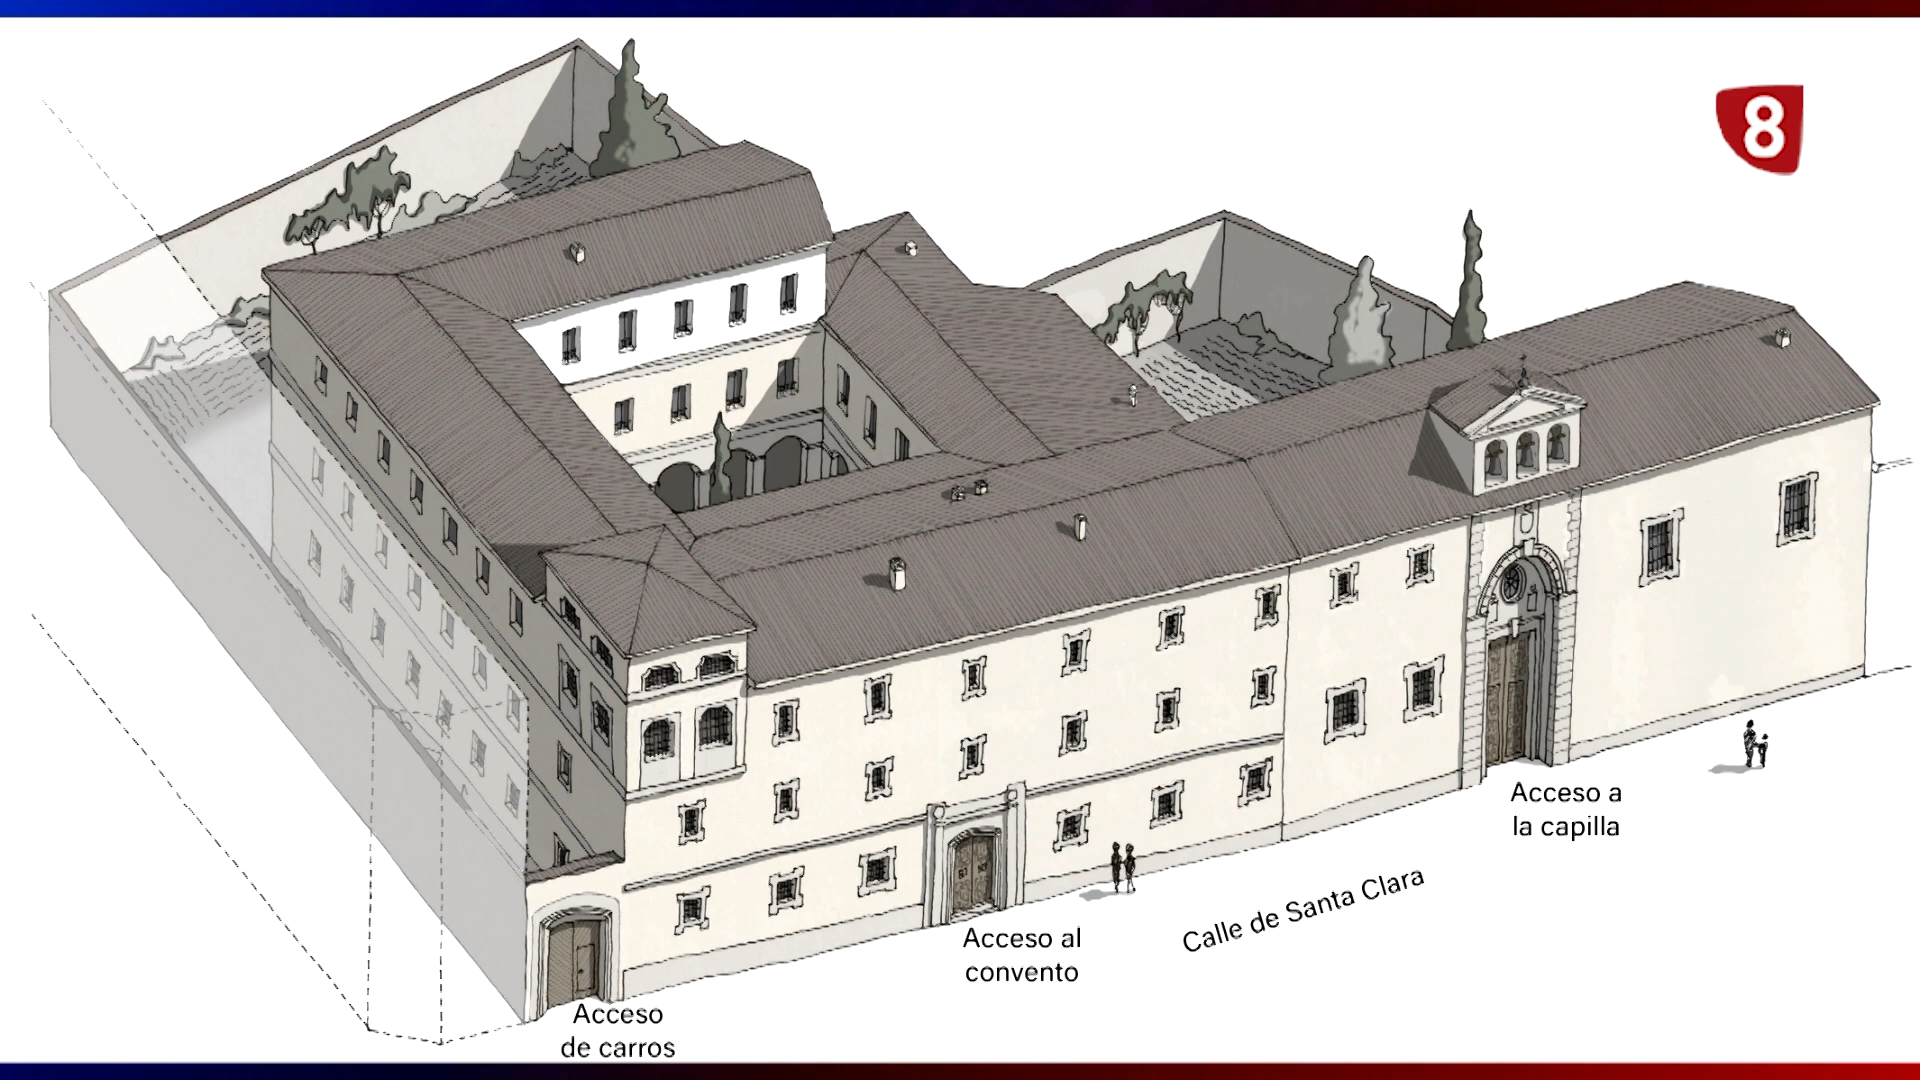 8
Acceso a
la capilla
Calle de Santa Clara
Acceso al
convento
Acceso
de carros